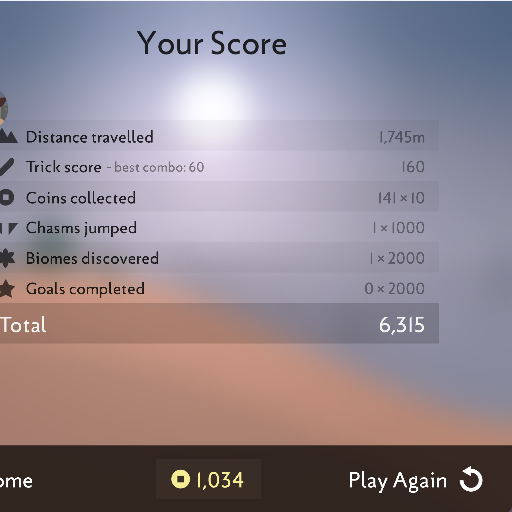 Your Score
Distance travelled 1,745m
Trick score - best combo: 60 160
Coins collected 141 × 10
Chasms jumped 1 × 1000
Biomes discovered 1 × 2000
Goals completed 0 × 2000
Total 6,315
ome 1,034 Play Again